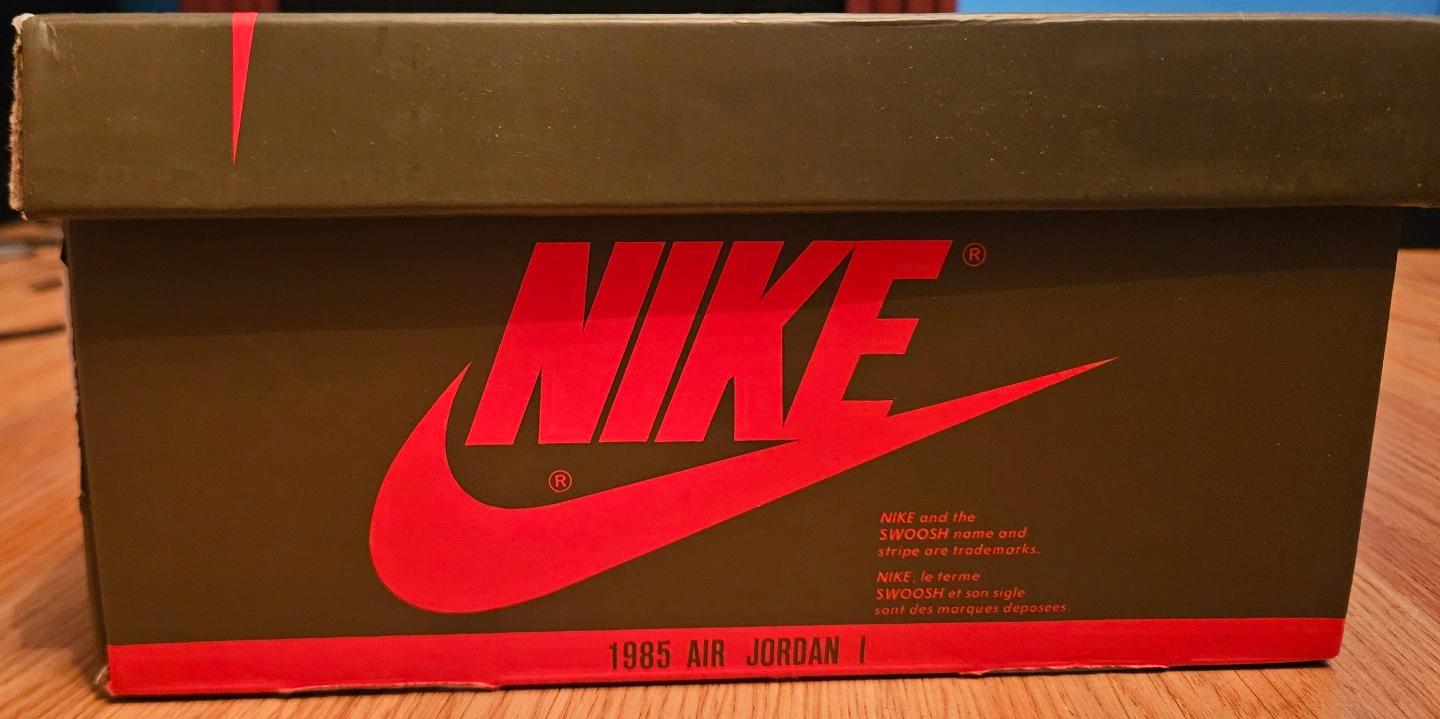 NIKE ®
®
NIKE and the
SWOOSH name and
stripe are trademarks.
NIKE, le terme
SWOOSH et son sigle
sont des marques deposees.
1985 AIR JORDAN I